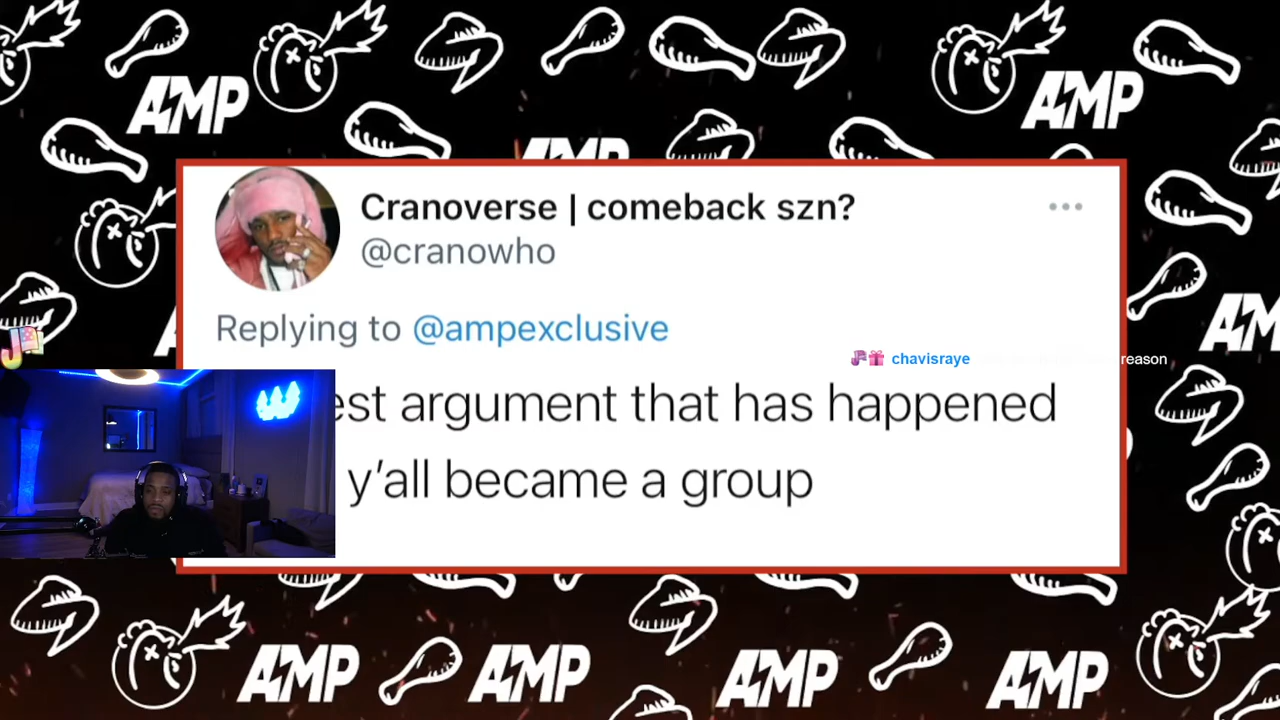 AMP
AMP
AMP
Cranoverse | comeback szn?
@cranowho
Replying to @ampexclusive
chavisraye reason
est argument that has happened
y'all became a group
AMP
AMP
AMP
AMP